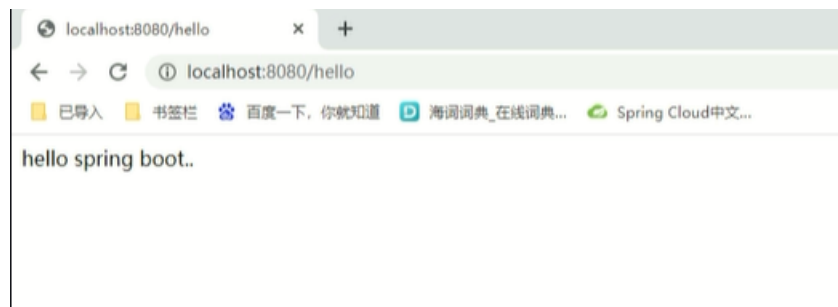 localhost:8080/hello
localhost:8080/hello
已导入 书签栏 百度一下，你就知道 海词词典_在线词典... Spring Cloud中文...
hello spring boot..